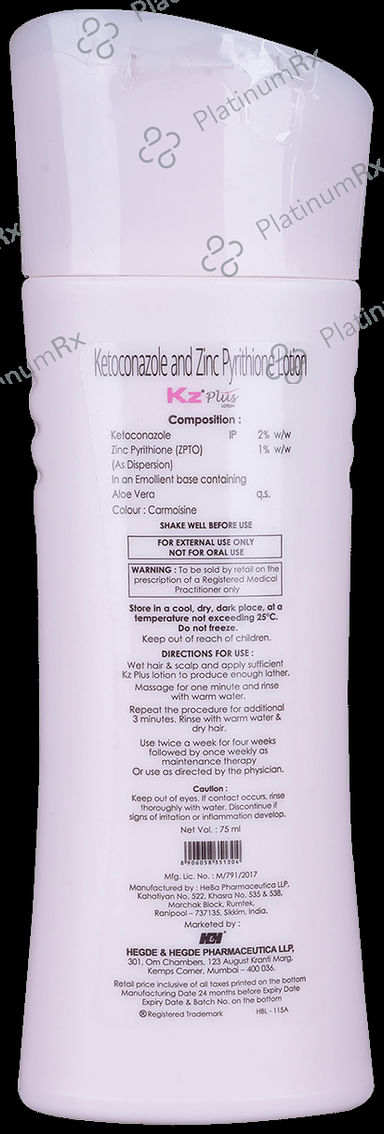 PlatinumRx
PlatinumRx
PlatinumRx
Rx
PlatinumRx
tinumRx
Ketoconazole and Zinc Pyrithione Lotion
Kz® Plus
LOTION
Composition :
Ketoconazole IP 2% w/w
Zinc Pyrithione (ZPTO) 1% w/w
(As Dispersion)
In an Emollient base containing
Aloe Vera q.s.
Colour : Carmoisine
SHAKE WELL BEFORE USE
FOR EXTERNAL USE ONLY
NOT FOR ORAL USE
WARNING : To be sold by retail on the
prescription of a Registered Medical
Practitioner only
Store in a cool, dry, dark place, at a
temperature not exceeding 25°C.
Do not freeze.
Keep out of reach of children.
DIRECTIONS FOR USE :
Wet hair & scalp and apply sufficient
Kz Plus lotion to produce enough lather.
Massage for one minute and rinse
with warm water.
Repeat the procedure for additional
3 minutes. Rinse with warm water &
dry hair.
Use twice a week for four weeks
followed by once weekly as
maintenance therapy
Or use as directed by the physician.
Caution :
Keep out of eyes. If contact occurs, rinse
thoroughly with water. Discontinue if
signs of irritation or inflammation develop.
Net Vol. : 75 ml
8 906058 351304
Mfg. Lic. No. : M/791/2017
Manufactured by : HeBa Pharmaceutica LLP,
Kahatiyan No. 522, Khasra No. 535 & 538,
Marchak Block, Rumtek,
Ranipool – 737135, Sikkim, India.
Marketed by :
HH®
HEGDE & HEGDE PHARMACEUTICA LLP,
301, Om Chambers, 123 August Kranti Marg,
Kemps Corner, Mumbai – 400 036.
Retail price inclusive of all taxes printed on the bottom
Manufacturing Date 24 months before Expiry Date
Expiry Date & Batch No. on the bottom
® Registered Trademark HBL - 115A